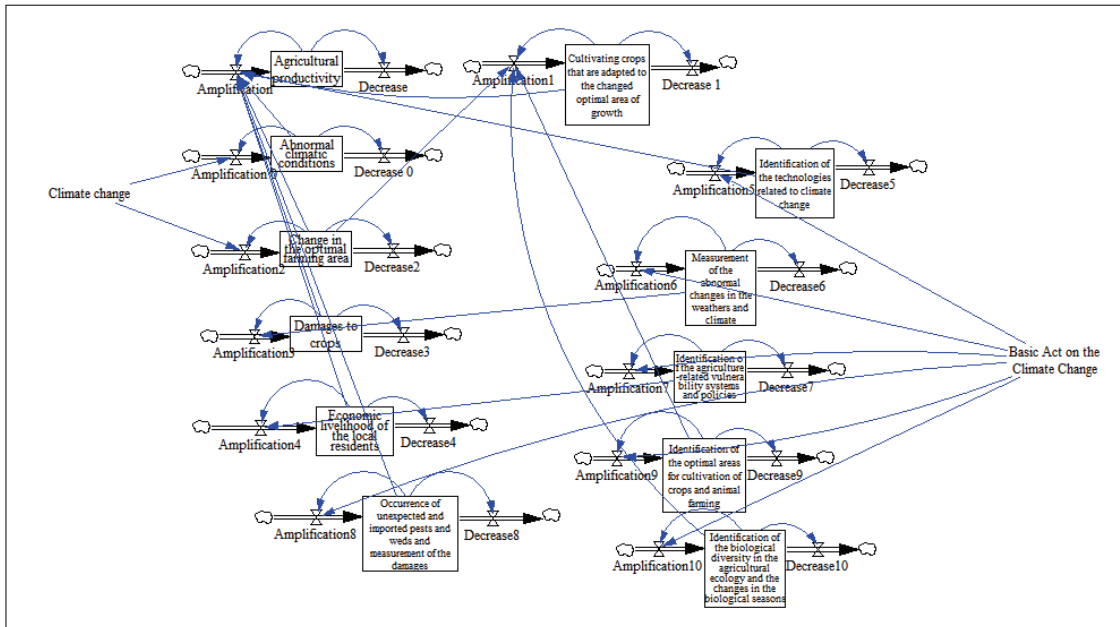 Agricultural
productivity
Amplification
Decrease
Cultivating crops
that are adapted to
the changed
optimal area of
growth
Amplification1
Decrease 1
Abnormal
climatic
conditions
Decrease 0
Climate change
Identification of
the technologies
related to climate
change
Amplification5
Decrease5
Change in
the optimal
farming area
Amplification2
Decrease2
Measurement
of the
abnormal
changes in the
weathers and
climate
Amplification6
Decrease6
Damages to
crops
Amplification3
Decrease3
Basic Act on the
Climate Change
Identification o
f the agriculture
-related vulnera
bility systems
and policies
Amplification7
Decrease7
Economic
livelihood of
the local
residents
Amplification4
Decrease4
Identification of
the optimal areas
for cultivation of
crops and animal
farming
Amplification9
Decrease9
Occurrence of
unexpected and
imported pests and
weds and
measurement of the
damages
Amplification8
Decrease8
Identification of
the biological
diversity in the
agricultural
ecology and the
changes in the
biological seasons
Amplification10
Decrease10